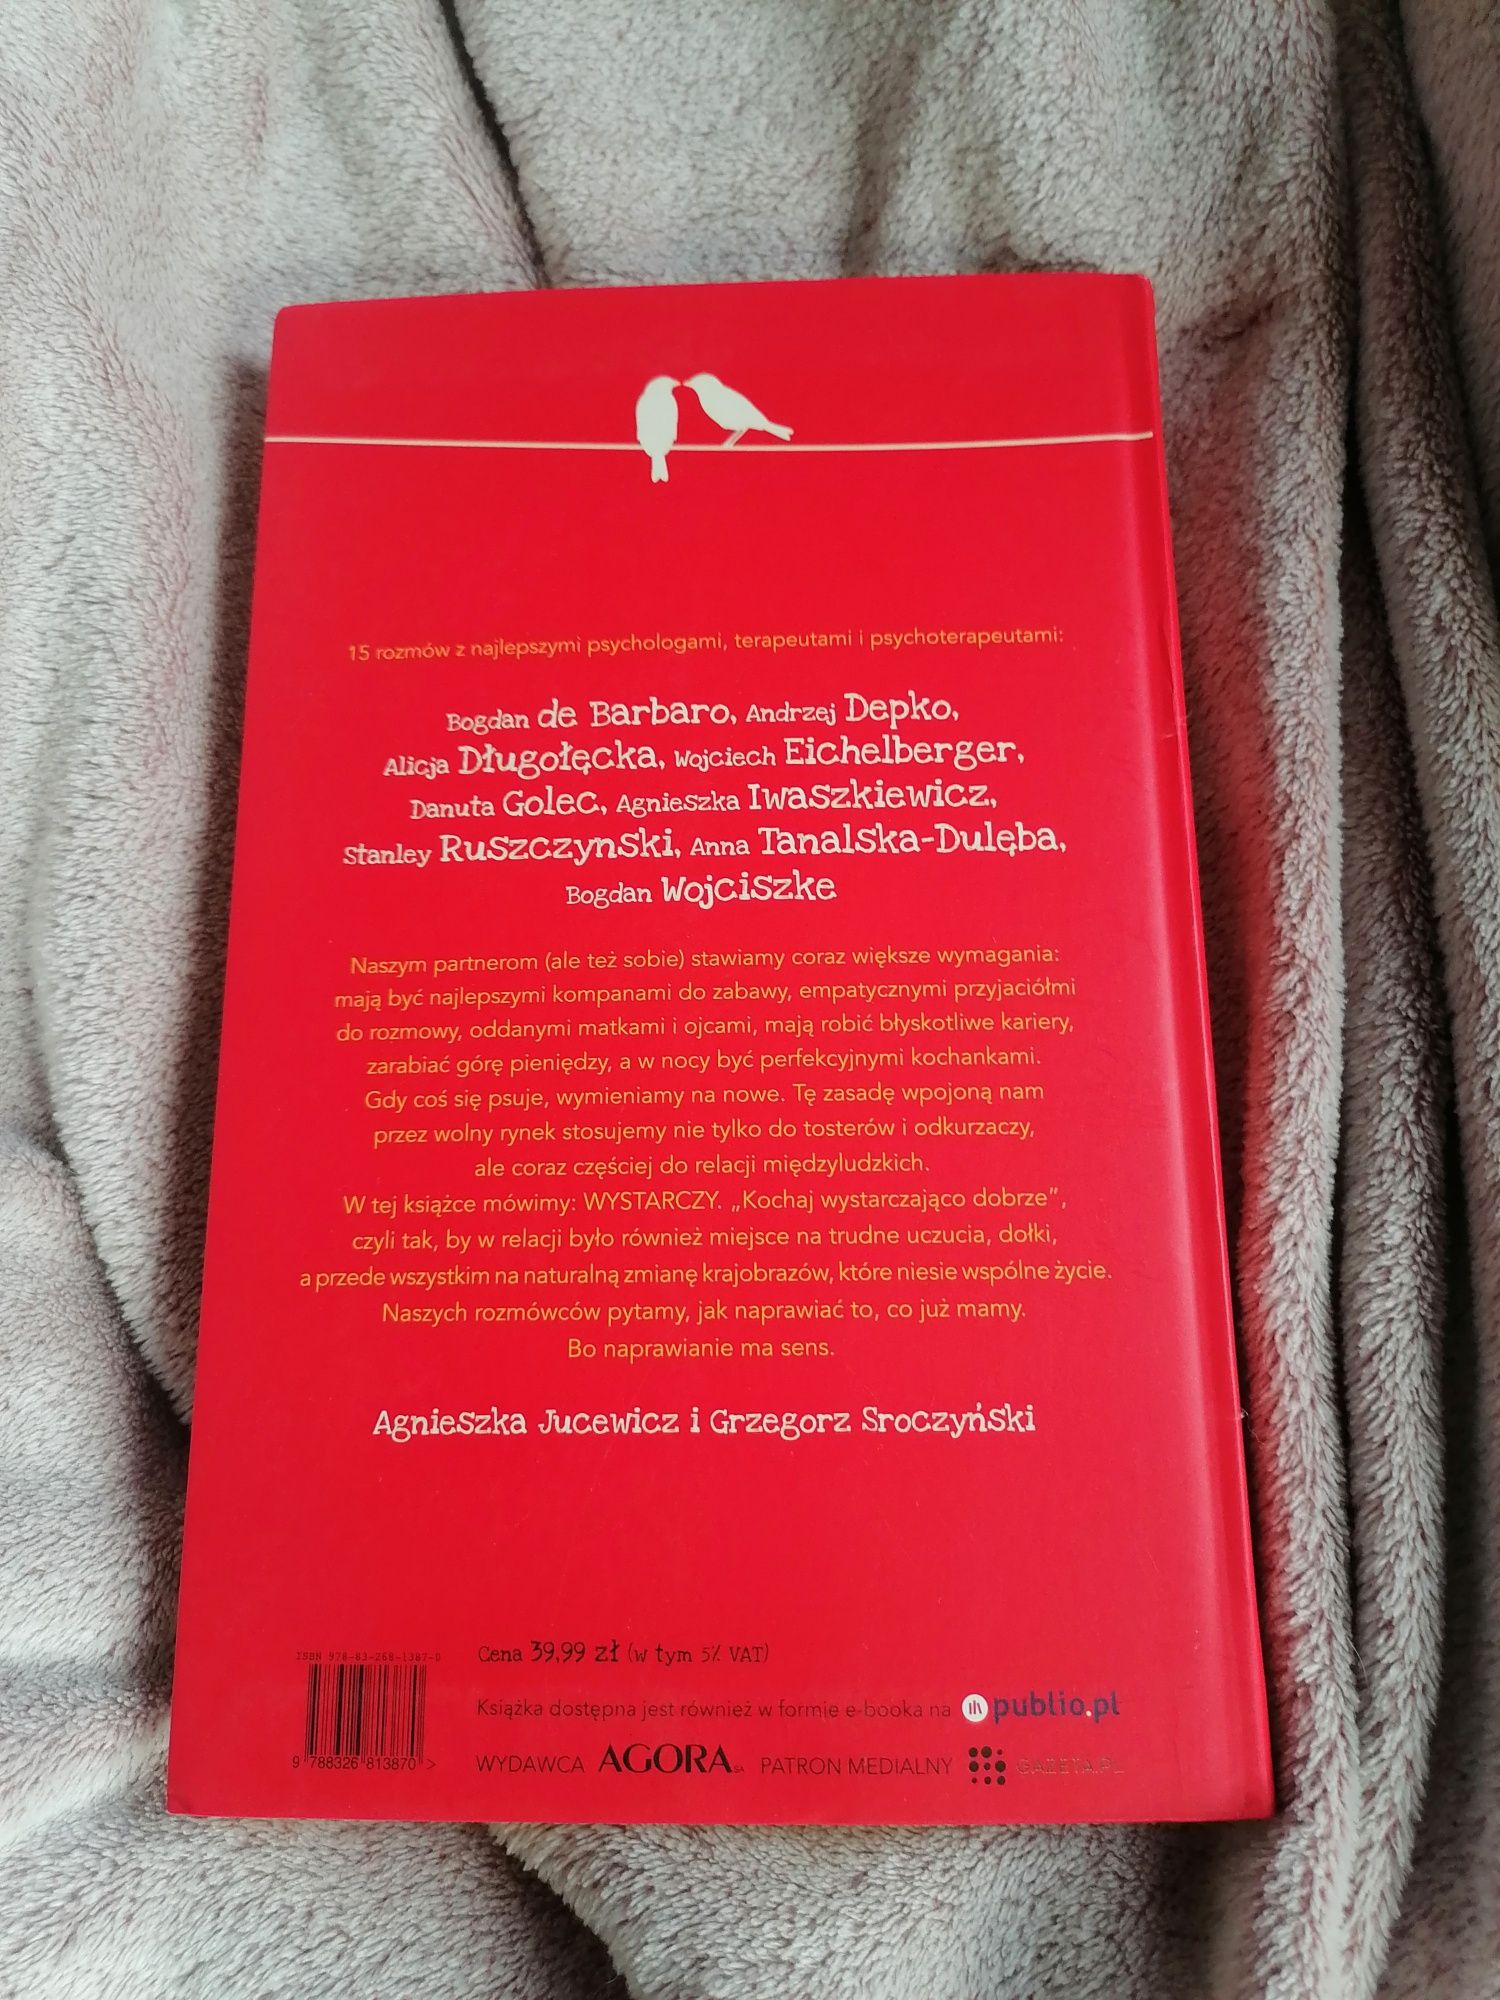 15 rozmów z najlepszymi psychologami, terapeutami i psychoterapeutami:
Bogdan de Barbaro, Andrzej Depko,
Alicja Długołęcka, Wojciech Eichelberger,
Danuta Golec, Agnieszka Iwaszkiewicz,
Stanley Ruszczynski, Anna Tanalska-Dulęba,
Bogdan Wojciszke
Naszym partnerom (ale też sobie) stawiamy coraz większe wymagania:
mają być najlepszymi kompanami do zabawy, empatycznymi przyjaciółmi
do rozmowy, oddanymi matkami i ojcami, mają robić błyskotliwe kariery,
zarabiać górę pieniędzy, a w nocy być perfekcyjnymi kochankami.
Gdy coś się psuje, wymieniamy na nowe. Tę zasadę wpojoną nam
przez wolny rynek stosujemy nie tylko do tosterów i odkurzaczy,
ale coraz częściej do relacji międzyludzkich.
W tej książce mówimy: WYSTARCZY. „Kochaj wystarczająco dobrze”,
czyli tak, by w relacji było również miejsce na trudne uczucia, dołki,
a przede wszystkim na naturalną zmianę krajobrazów, które niesie wspólne życie.
Naszych rozmówców pytamy, jak naprawiać to, co już mamy.
Bo naprawianie ma sens.
Agnieszka Jucewicz i Grzegorz Sroczyński
ISBN 978-83-268-1387-0
9 788326 813870 >
Cena 39,99 zł (w tym 5% VAT)
Książka dostępna jest również w formie e-booka na publio.pl
WYDAWCA AGORA SA PATRON MEDIALNY GAZETA.PL